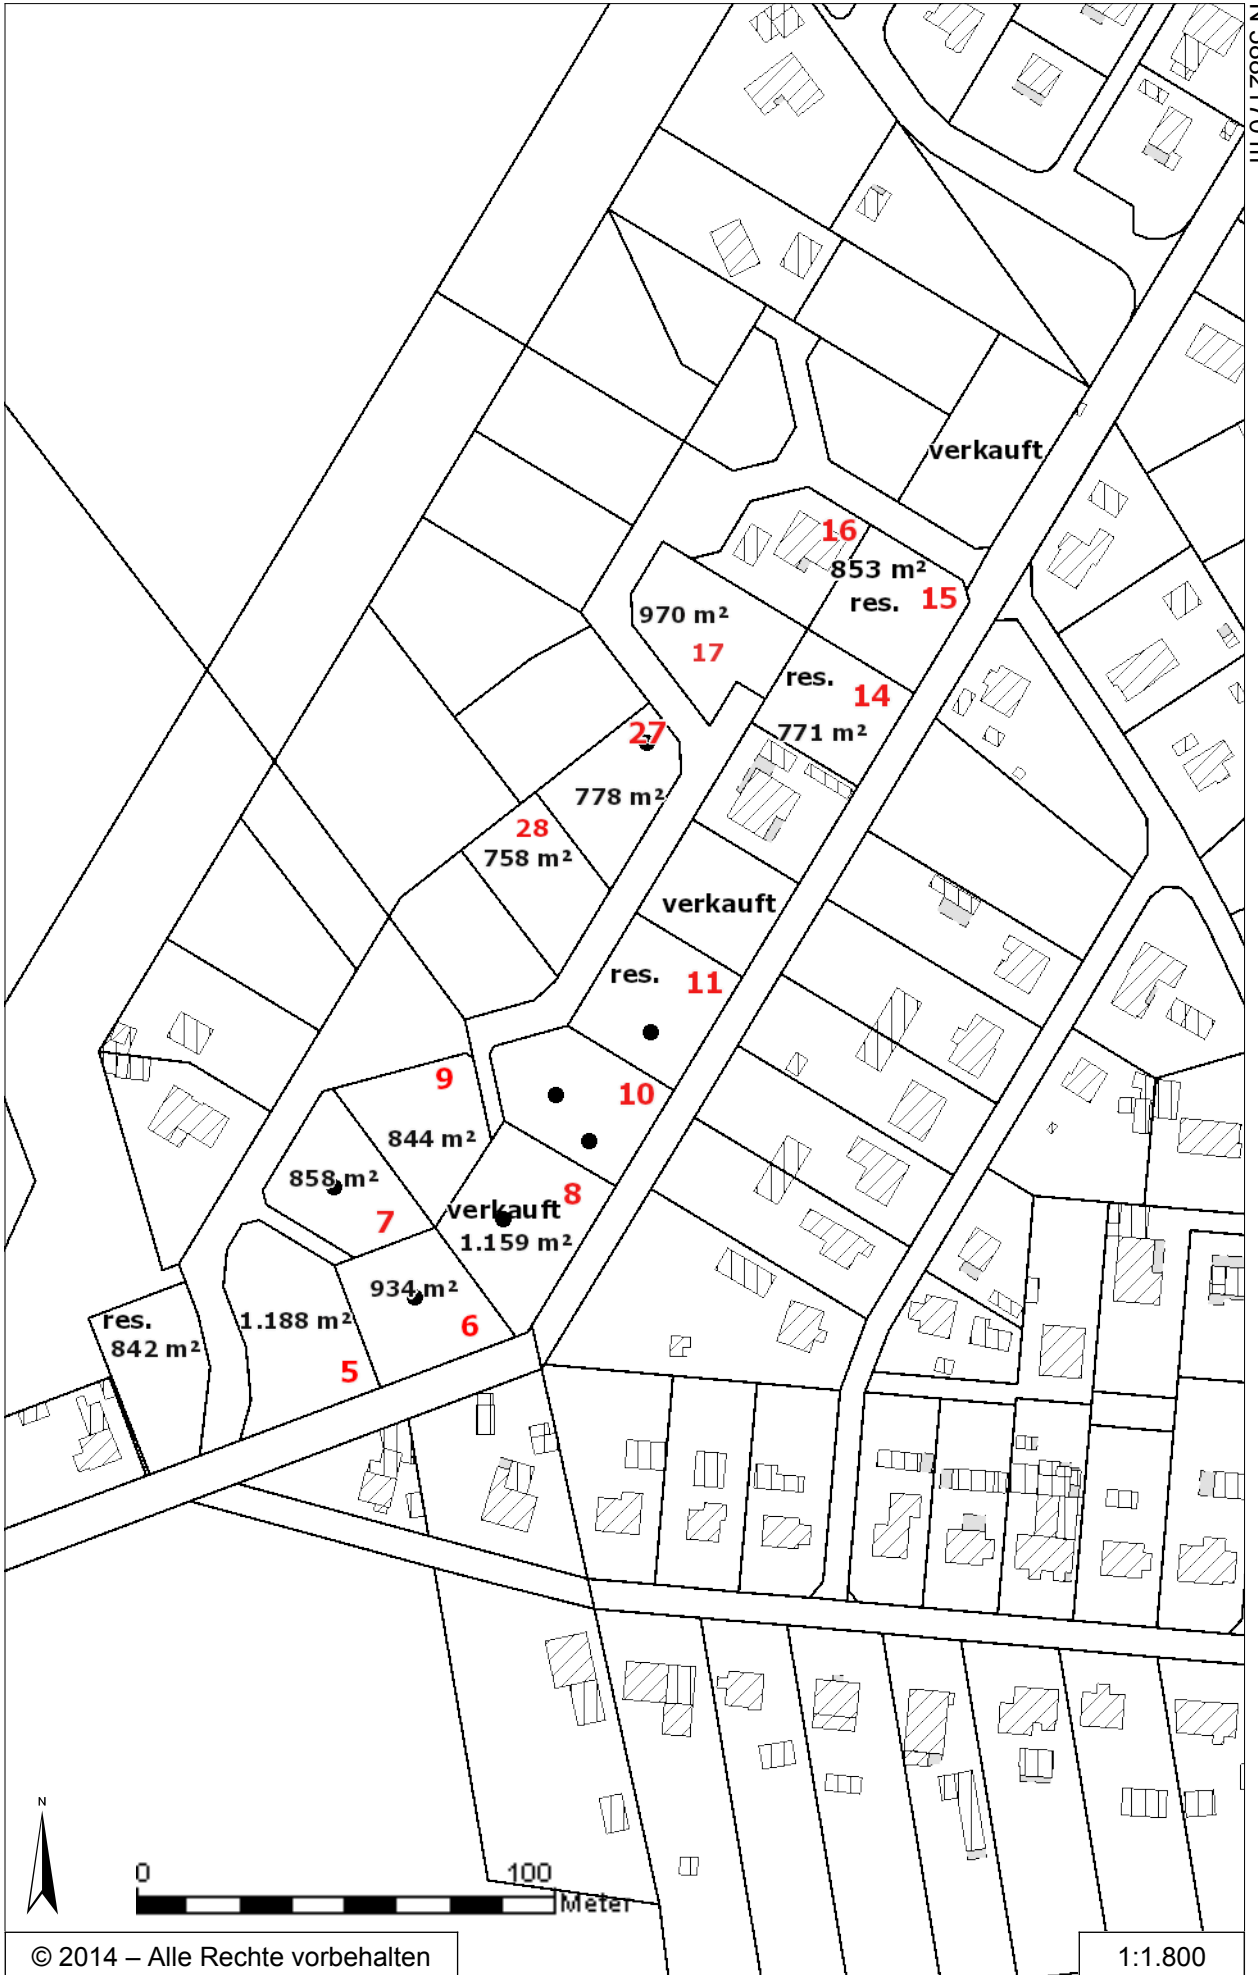 verkauft
16
853 m²
res. 15
970 m²
17
res.
14
771 m²
27
778 m²
28
758 m²
verkauft
res. 11
10
9
844 m²
858 m²
7
8
verkauft
1.159 m²
934 m²
6
1.188 m²
5
res.
842 m²
N
0 100
Meter
© 2014 – Alle Rechte vorbehalten
1:1.800